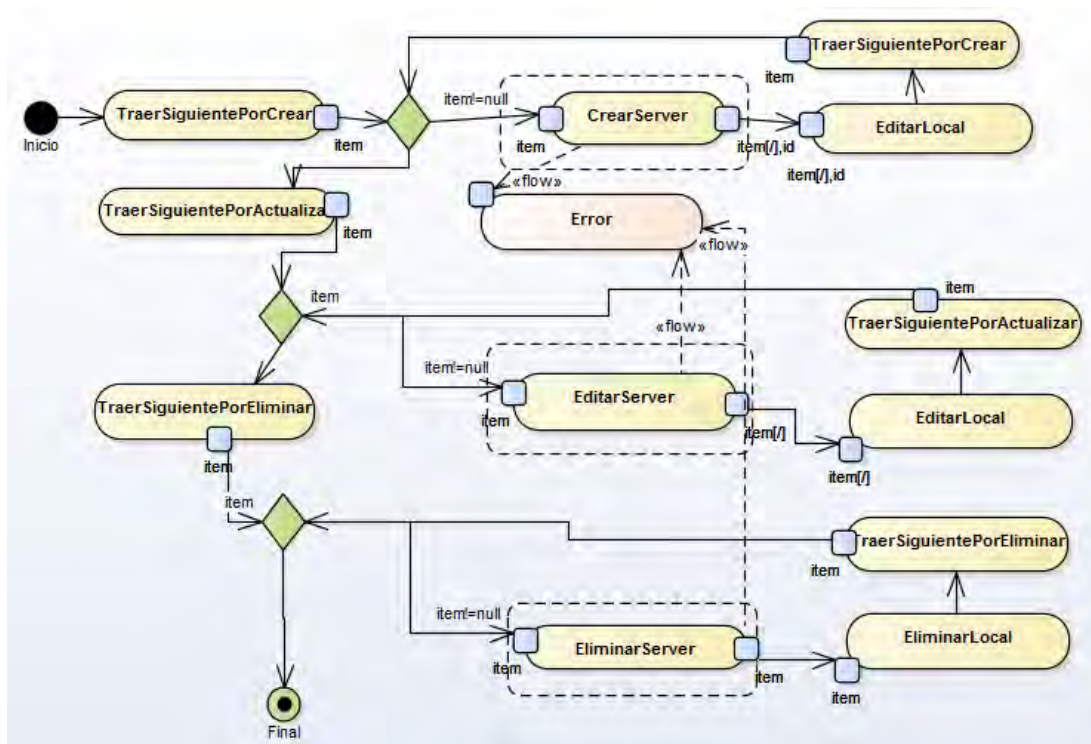 TraerSiguientePorCrear
item
item!=null
TraerSiguientePorCrear
Inicio
item
CrearServer
item
item[/],id
EditarLocal
item[/],id
«flow»
TraerSiguientePorActualiza
item
Error
«flow»
item
item
TraerSiguientePorActualizar
«flow»
item!=null
TraerSiguientePorEliminar
item
EditarServer
item
item[/]
EditarLocal
item[/]
item
item
TraerSiguientePorEliminar
item
item!=null
EliminarServer
item
item
EliminarLocal
item
Final